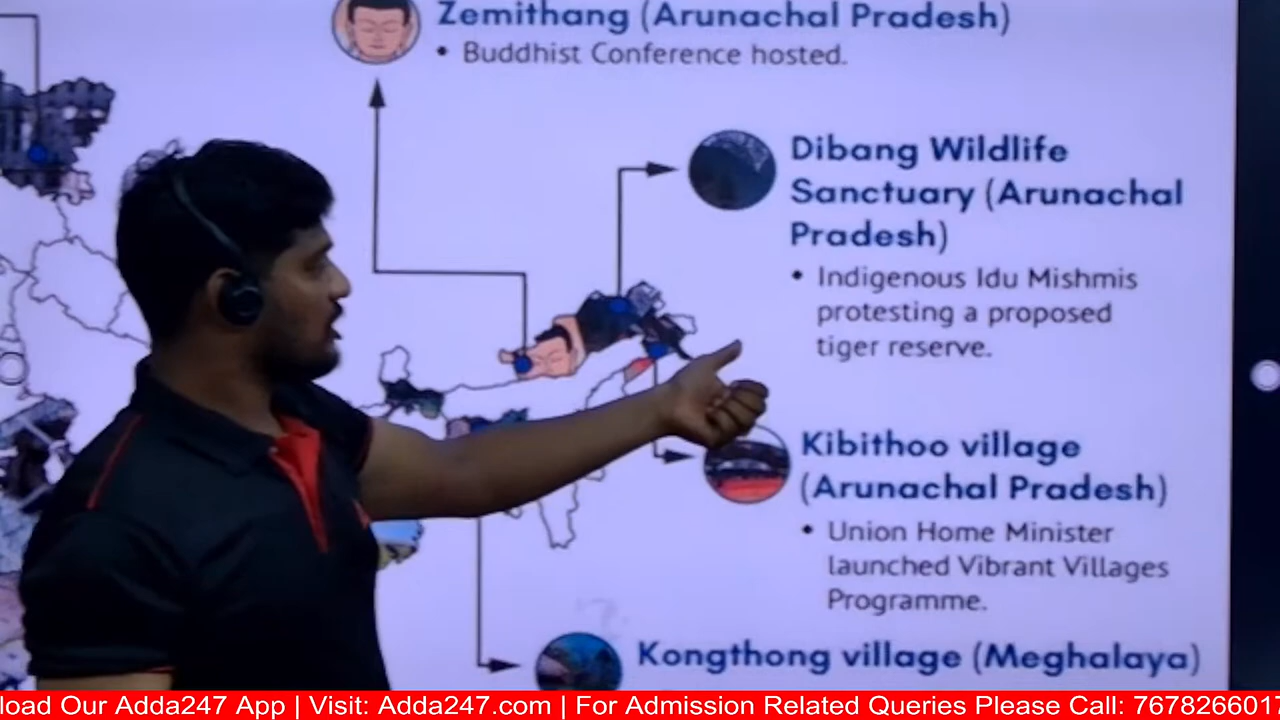 Zemithang (Arunachal Pradesh)
• Buddhist Conference hosted.
Dibang Wildlife
Sanctuary (Arunachal
Pradesh)
• Indigenous Idu Mishmis
protesting a proposed
tiger reserve.
Kibithoo village
(Arunachal Pradesh)
• Union Home Minister
launched Vibrant Villages
Programme.
Kongthong village (Meghalaya)
load Our Adda247 App | Visit: Adda247.com | For Admission Related Queries Please Call: 7678266017